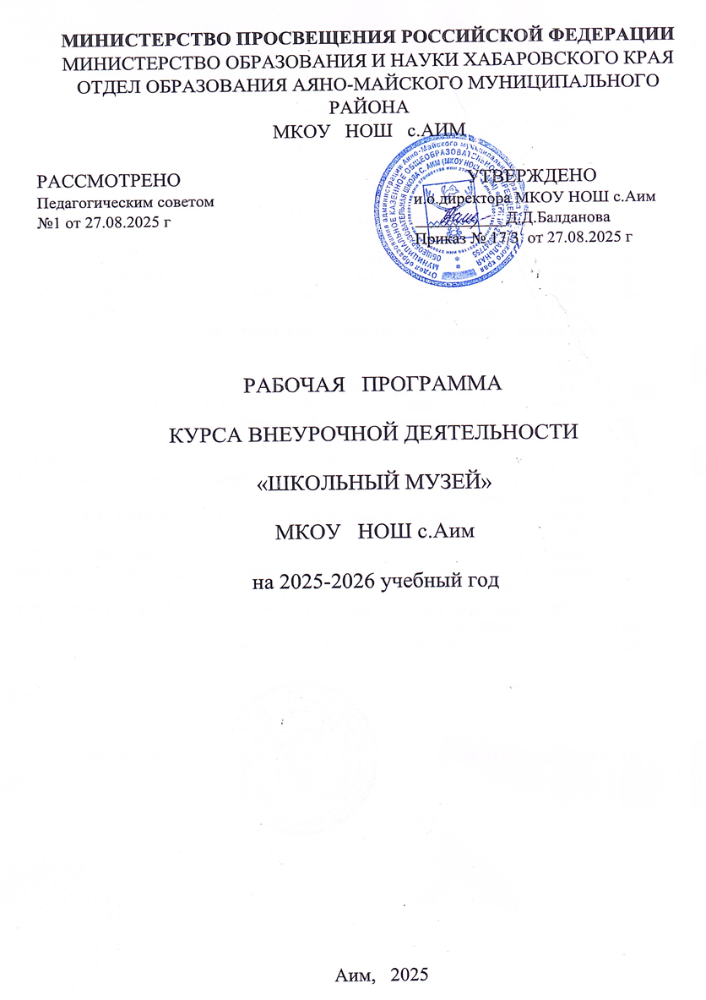 МИНИСТЕРСТВО ПРОСВЕЩЕНИЯ РОССИЙСКОЙ ФЕДЕРАЦИИ
МИНИСТЕРСТВО ОБРАЗОВАНИЯ И НАУКИ ХАБАРОВСКОГО КРАЯ
ОТДЕЛ ОБРАЗОВАНИЯ АЯНО-МАЙСКОГО МУНИЦИПАЛЬНОГО
РАЙОНА
МКОУ НОШ с.АИМ
РАССМОТРЕНО
Педагогическим советом
№1 от 27.08.2025 г
УТВЕРЖДЕНО
и.о.директора МКОУ НОШ с.Аим
Д.Д.Балданова
Приказ № 17/3 от 27.08.2025 г
РАБОЧАЯ ПРОГРАММА
КУРСА ВНЕУРОЧНОЙ ДЕЯТЕЛЬНОСТИ
«ШКОЛЬНЫЙ МУЗЕЙ»
МКОУ НОШ с.Аим
на 2025-2026 учебный год
Аим, 2025